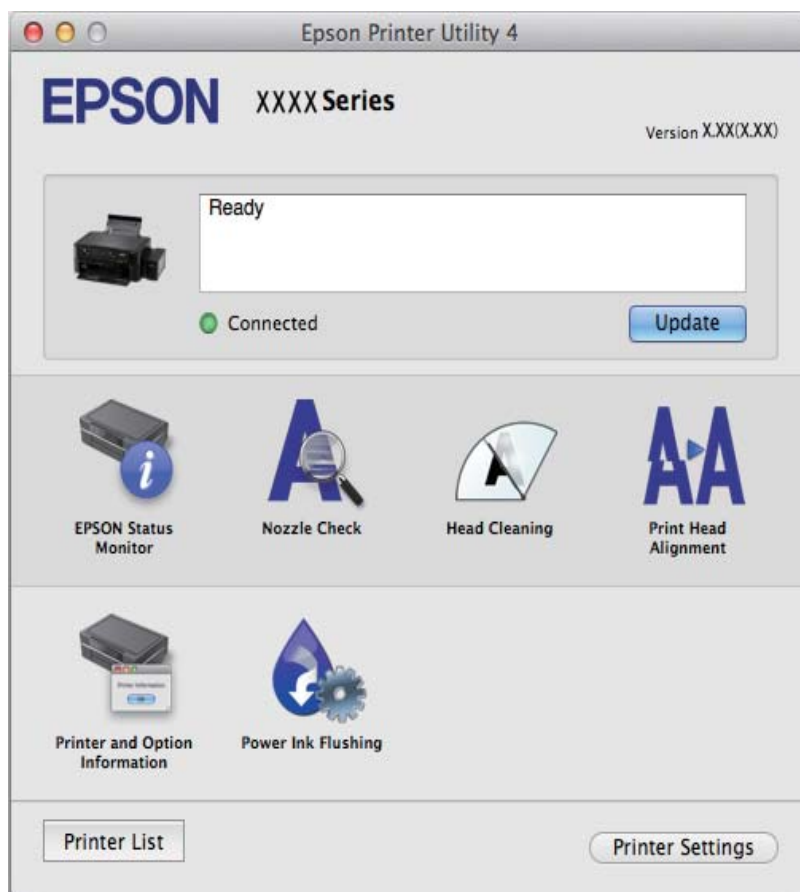 Epson Printer Utility 4
EPSON XXXX Series
Version X.XX(X.XX)
Ready
Connected
Update
EPSON Status
Monitor
Nozzle Check
Head Cleaning
Print Head
Alignment
Printer and Option
Information
Power Ink Flushing
Printer List
Printer Settings